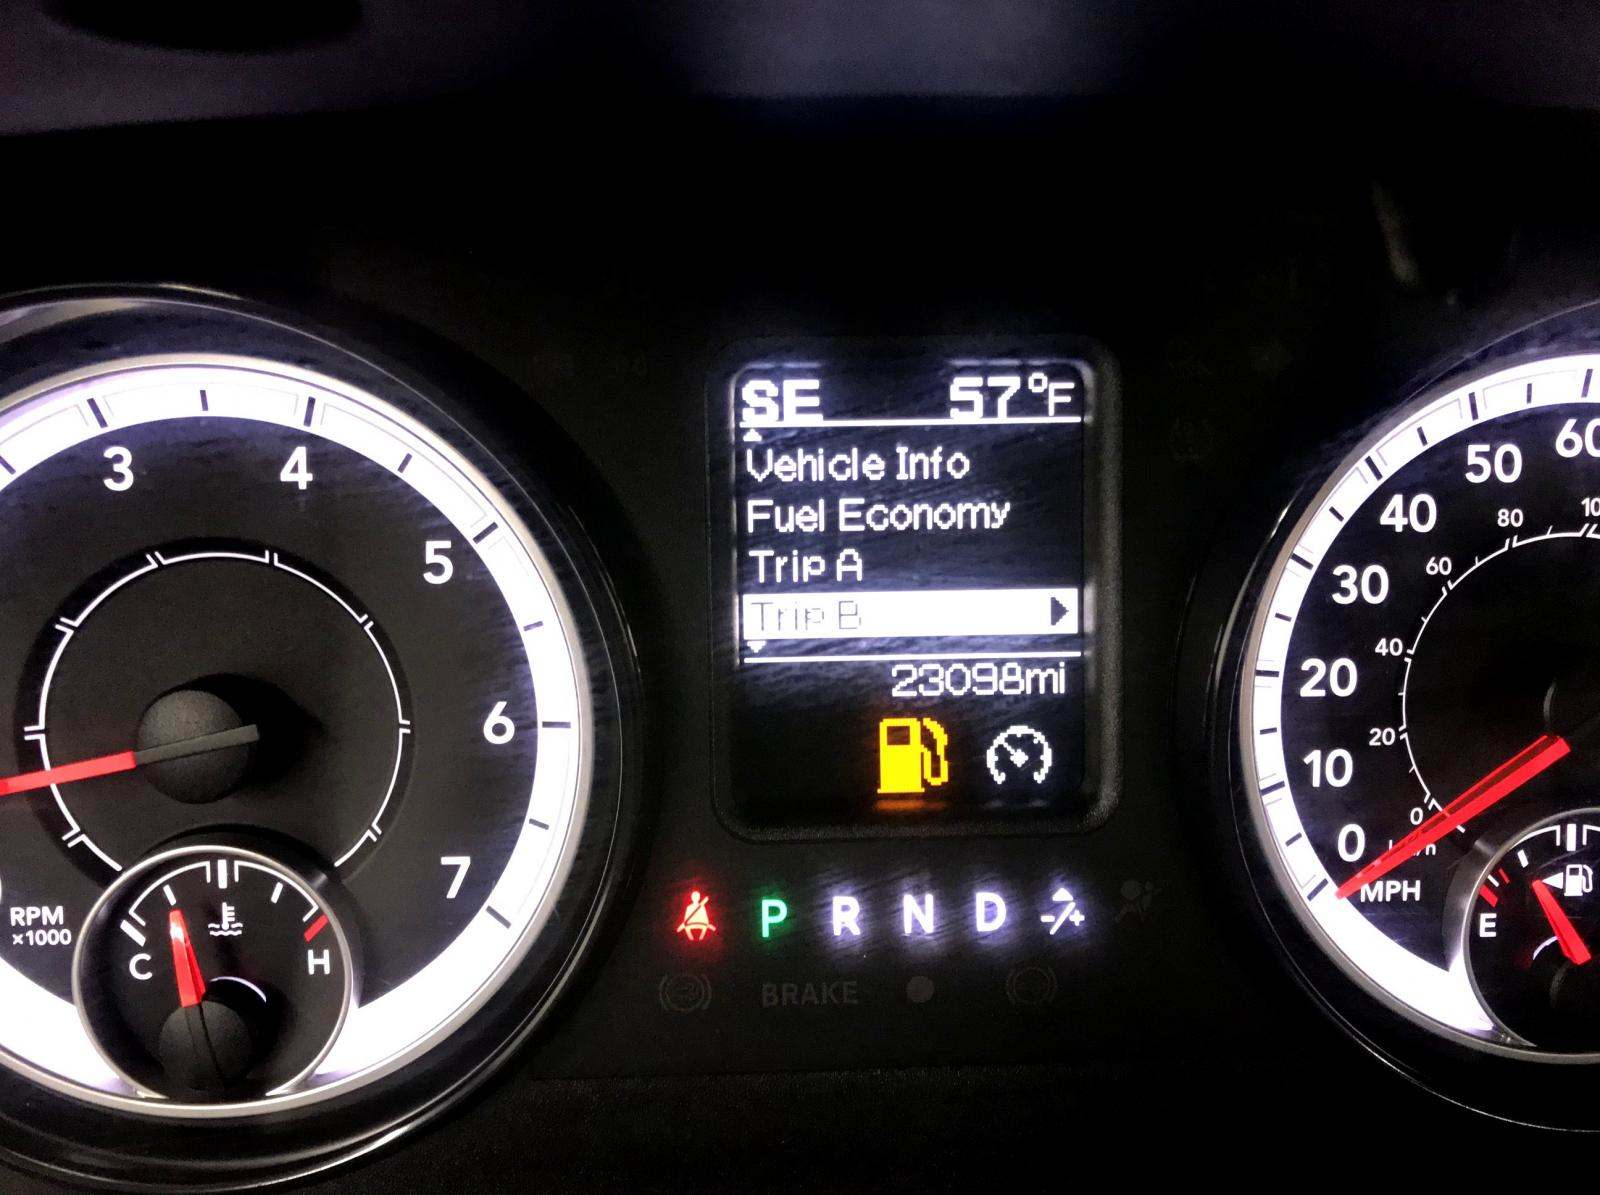 SE 57°F
Vehicle Info
Fuel Economy
Trip A
Trip B
23098mi
3
4
5
6
7
RPM
x1000
C H
P R N D -/+
BRAKE
60
50
40
30
20
10
0
MPH
80
60
40
20
0
E